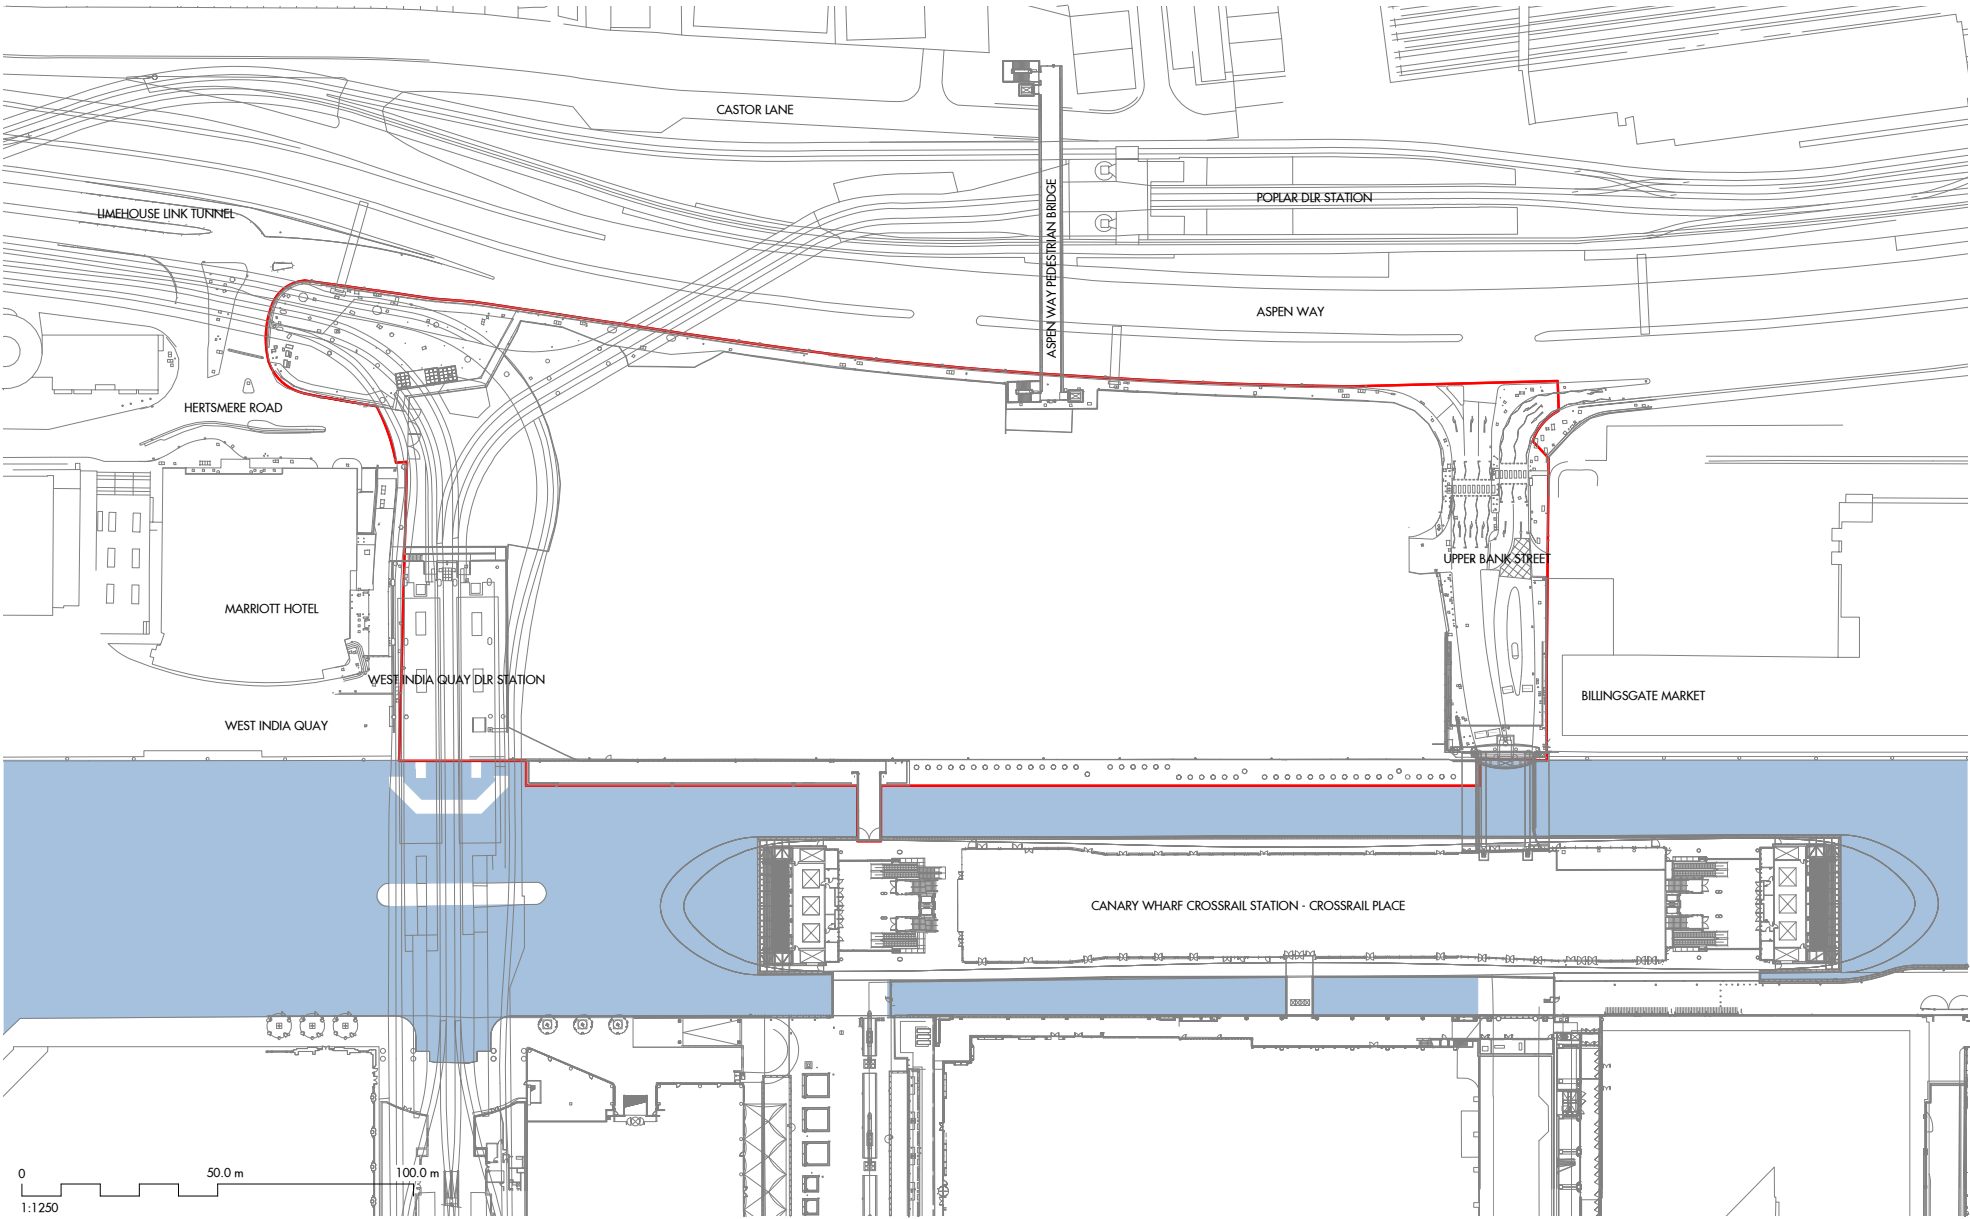 CASTOR LANE
POPLAR DLR STATION
LIMEHOUSE LINK TUNNEL
ASPEN WAY PEDESTRIAN BRIDGE
ASPEN WAY
HERTSMERE ROAD
UPPER BANK STREET
MARRIOTT HOTEL
WEST INDIA QUAY DLR STATION
BILLINGSGATE MARKET
WEST INDIA QUAY
CANARY WHARF CROSSRAIL STATION - CROSSRAIL PLACE
0 50.0 m 100.0 m
1:1250